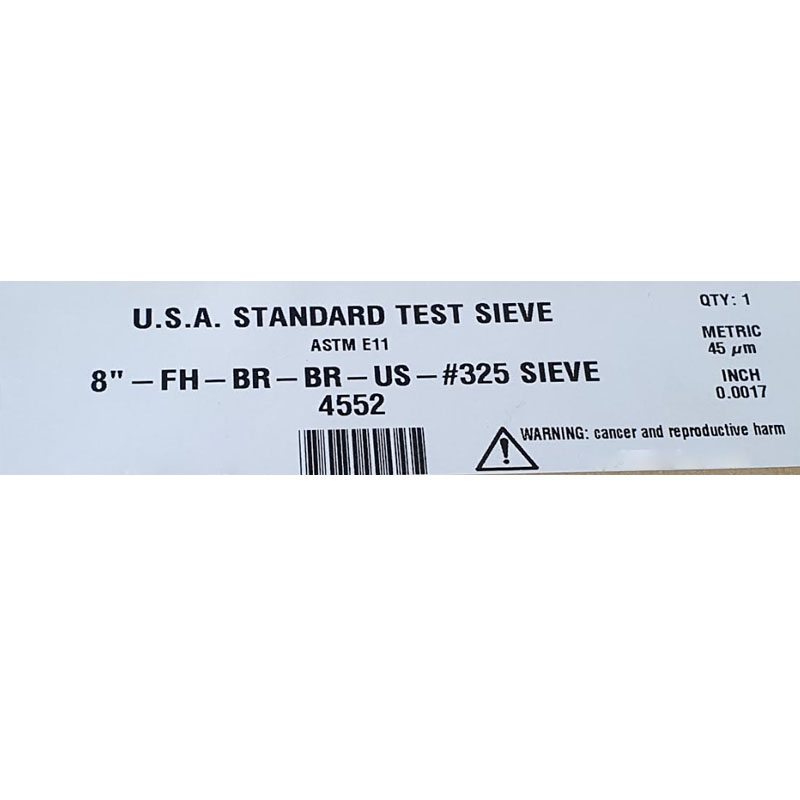 U.S.A. STANDARD TEST SIEVE
ASTM E11
8" – FH – BR – BR – US – #325 SIEVE
4552
QTY: 1
METRIC
45 µm
INCH
0.0017
WARNING: cancer and reproductive harm